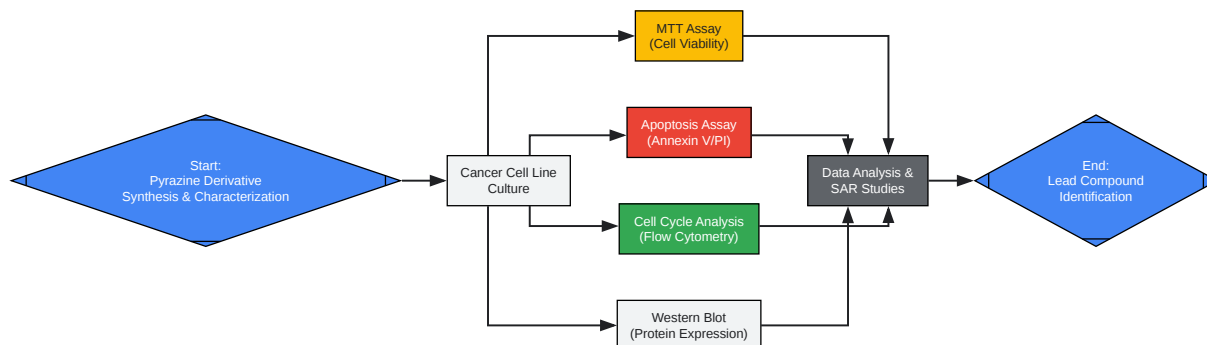 Start:
Pyrazine Derivative
Synthesis & Characterization
Cancer Cell Line
Culture
MTT Assay
(Cell Viability)
Apoptosis Assay
(Annexin V/PI)
Cell Cycle Analysis
(Flow Cytometry)
Western Blot
(Protein Expression)
Data Analysis &
SAR Studies
End:
Lead Compound
Identification